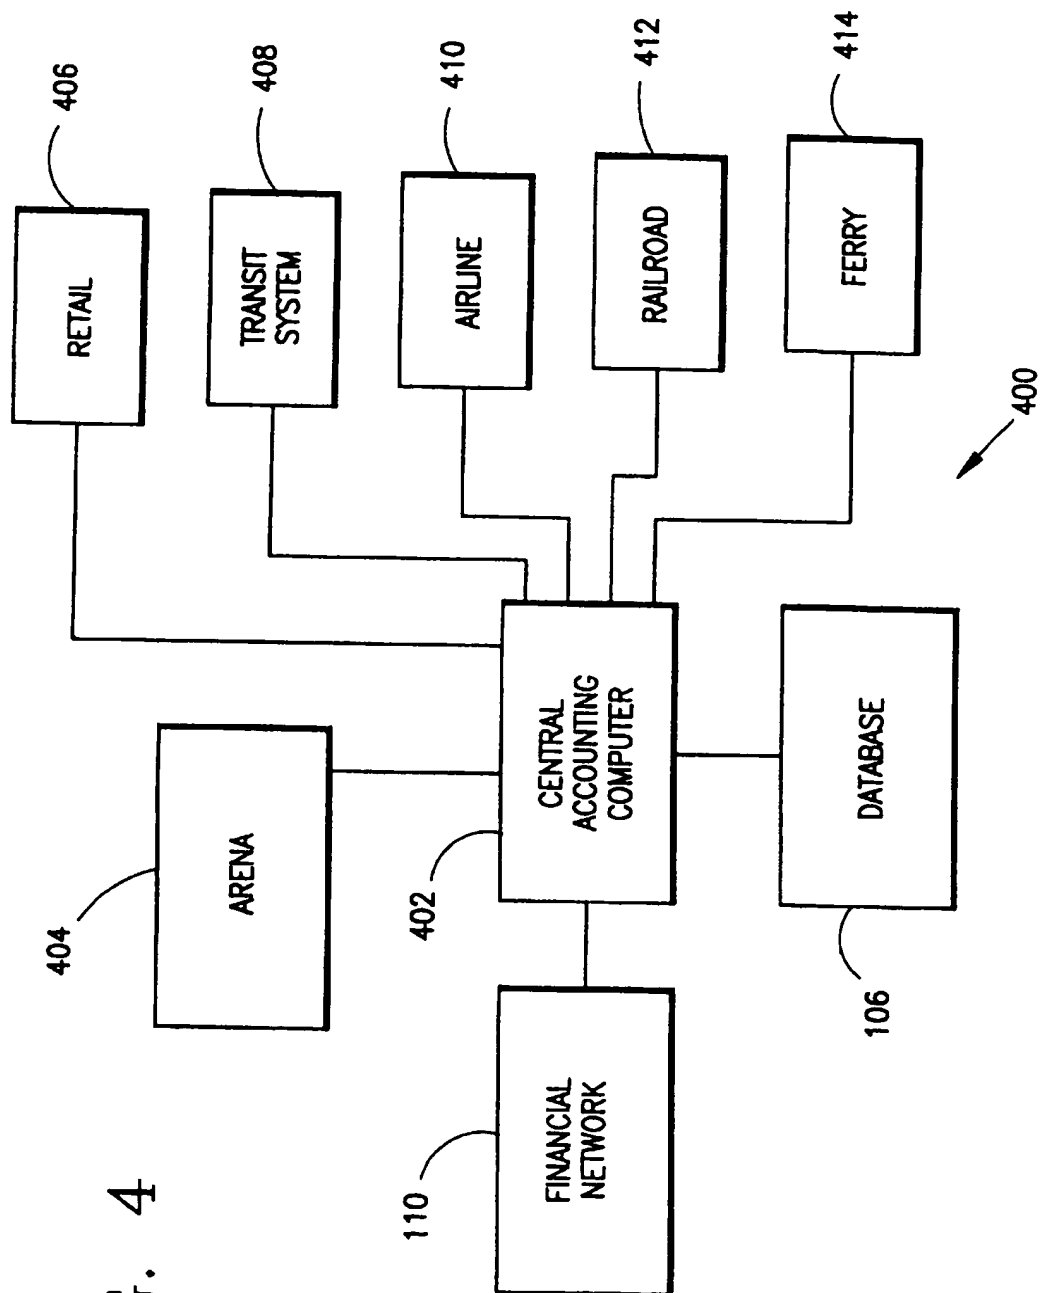 406
RETAIL
408
TRANSIT
SYSTEM
410
AIRLINE
412
RAILROAD
414
FERRY
400
404
ARENA
402
CENTRAL
ACCOUNTING
COMPUTER
110
FINANCIAL
NETWORK
106
DATABASE
4